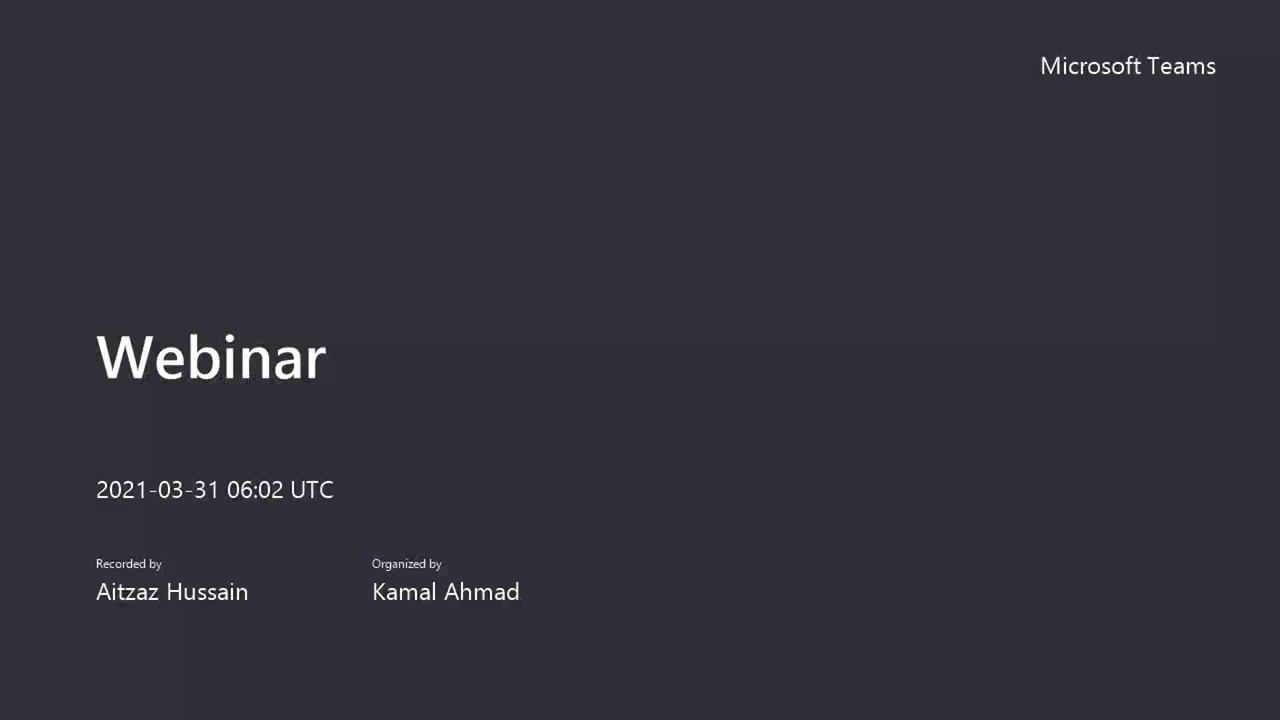 Microsoft Teams
Webinar
2021-03-31 06:02 UTC
Recorded by
Aitzaz Hussain
Organized by
Kamal Ahmad